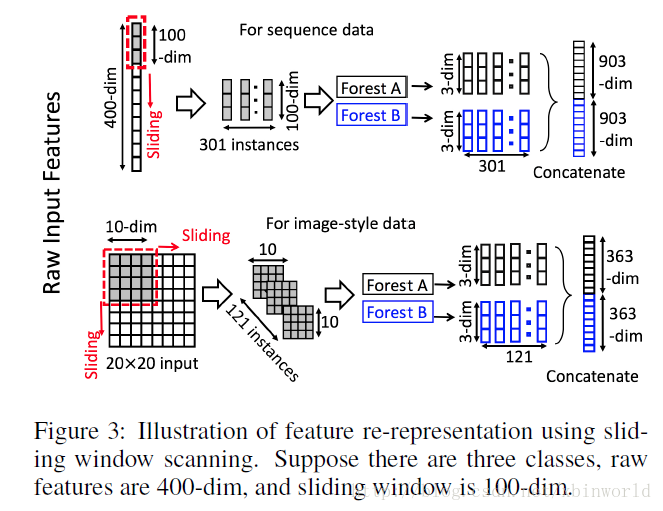 Raw Input Features
For sequence data
400-dim
100
-dim
Sliding
100-dim
301 instances
Forest A
Forest B
3-dim
3-dim
301
903
-dim
903
-dim
Concatenate
For image-style data
10-dim
Sliding
Sliding
20×20 input
10
10
121 instances
Forest A
Forest B
3-dim
3-dim
121
363
-dim
363
-dim
Concatenate
Figure 3: Illustration of feature re-representation using slid-
ing window scanning. Suppose there are three classes, raw
features are 400-dim, and sliding window is 100-dim.